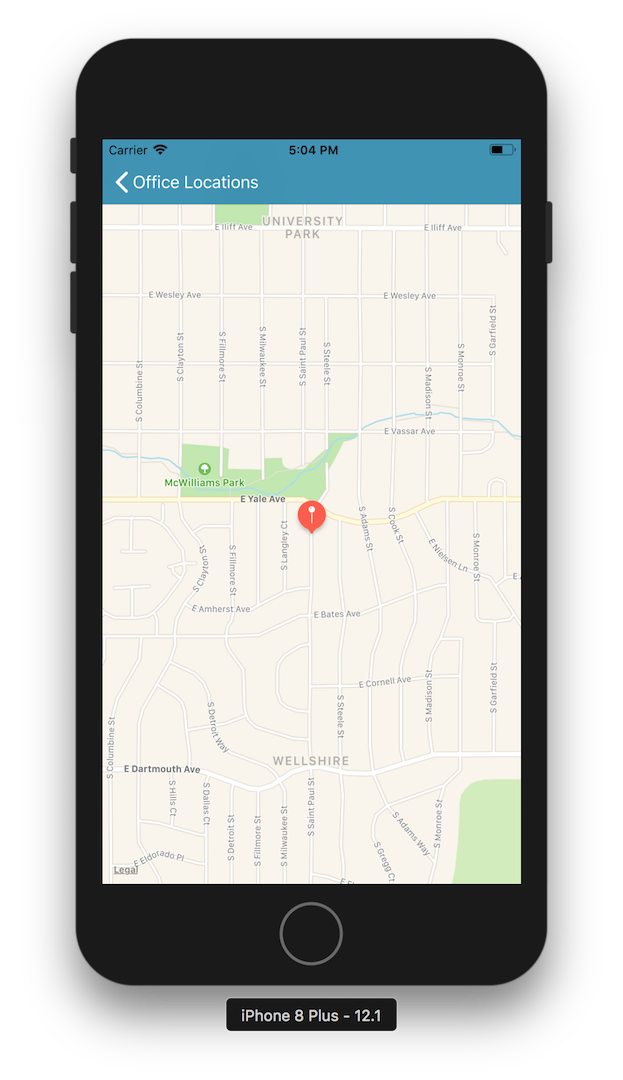 Carrier 5:04 PM
Office Locations
UNIVERSITY
PARK
E Iliff Ave
E Iliff Ave
E Wesley Ave
E Wesley Ave
S Columbine St
S Clayton St
S Fillmore St
S Milwaukee St
S Saint Paul St
S Steele St
S Madison St
S Monroe St
S Garfield St
E Vassar Ave
McWilliams Park
E Yale Ave
S Clayton St
S Fillmore St
S Langley Ct
S Adams St
S Cook St
E Nielsen Ln
S Monroe St
E Amherst Ave
E Bates Ave
E Cornell Ave
S Columbine St
S Detroit Way
S Steele St
S Madison St
S Garfield St
WELLSHIRE
E Dartmouth Ave
S Hills Ct
S Dallas Ct
S Detroit St
S Fillmore St
S Milwaukee St
S Saint Paul St
S Gregg Ct
S Adams Way
S Monroe St
E Eldorado Pl
Legal
iPhone 8 Plus - 12.1